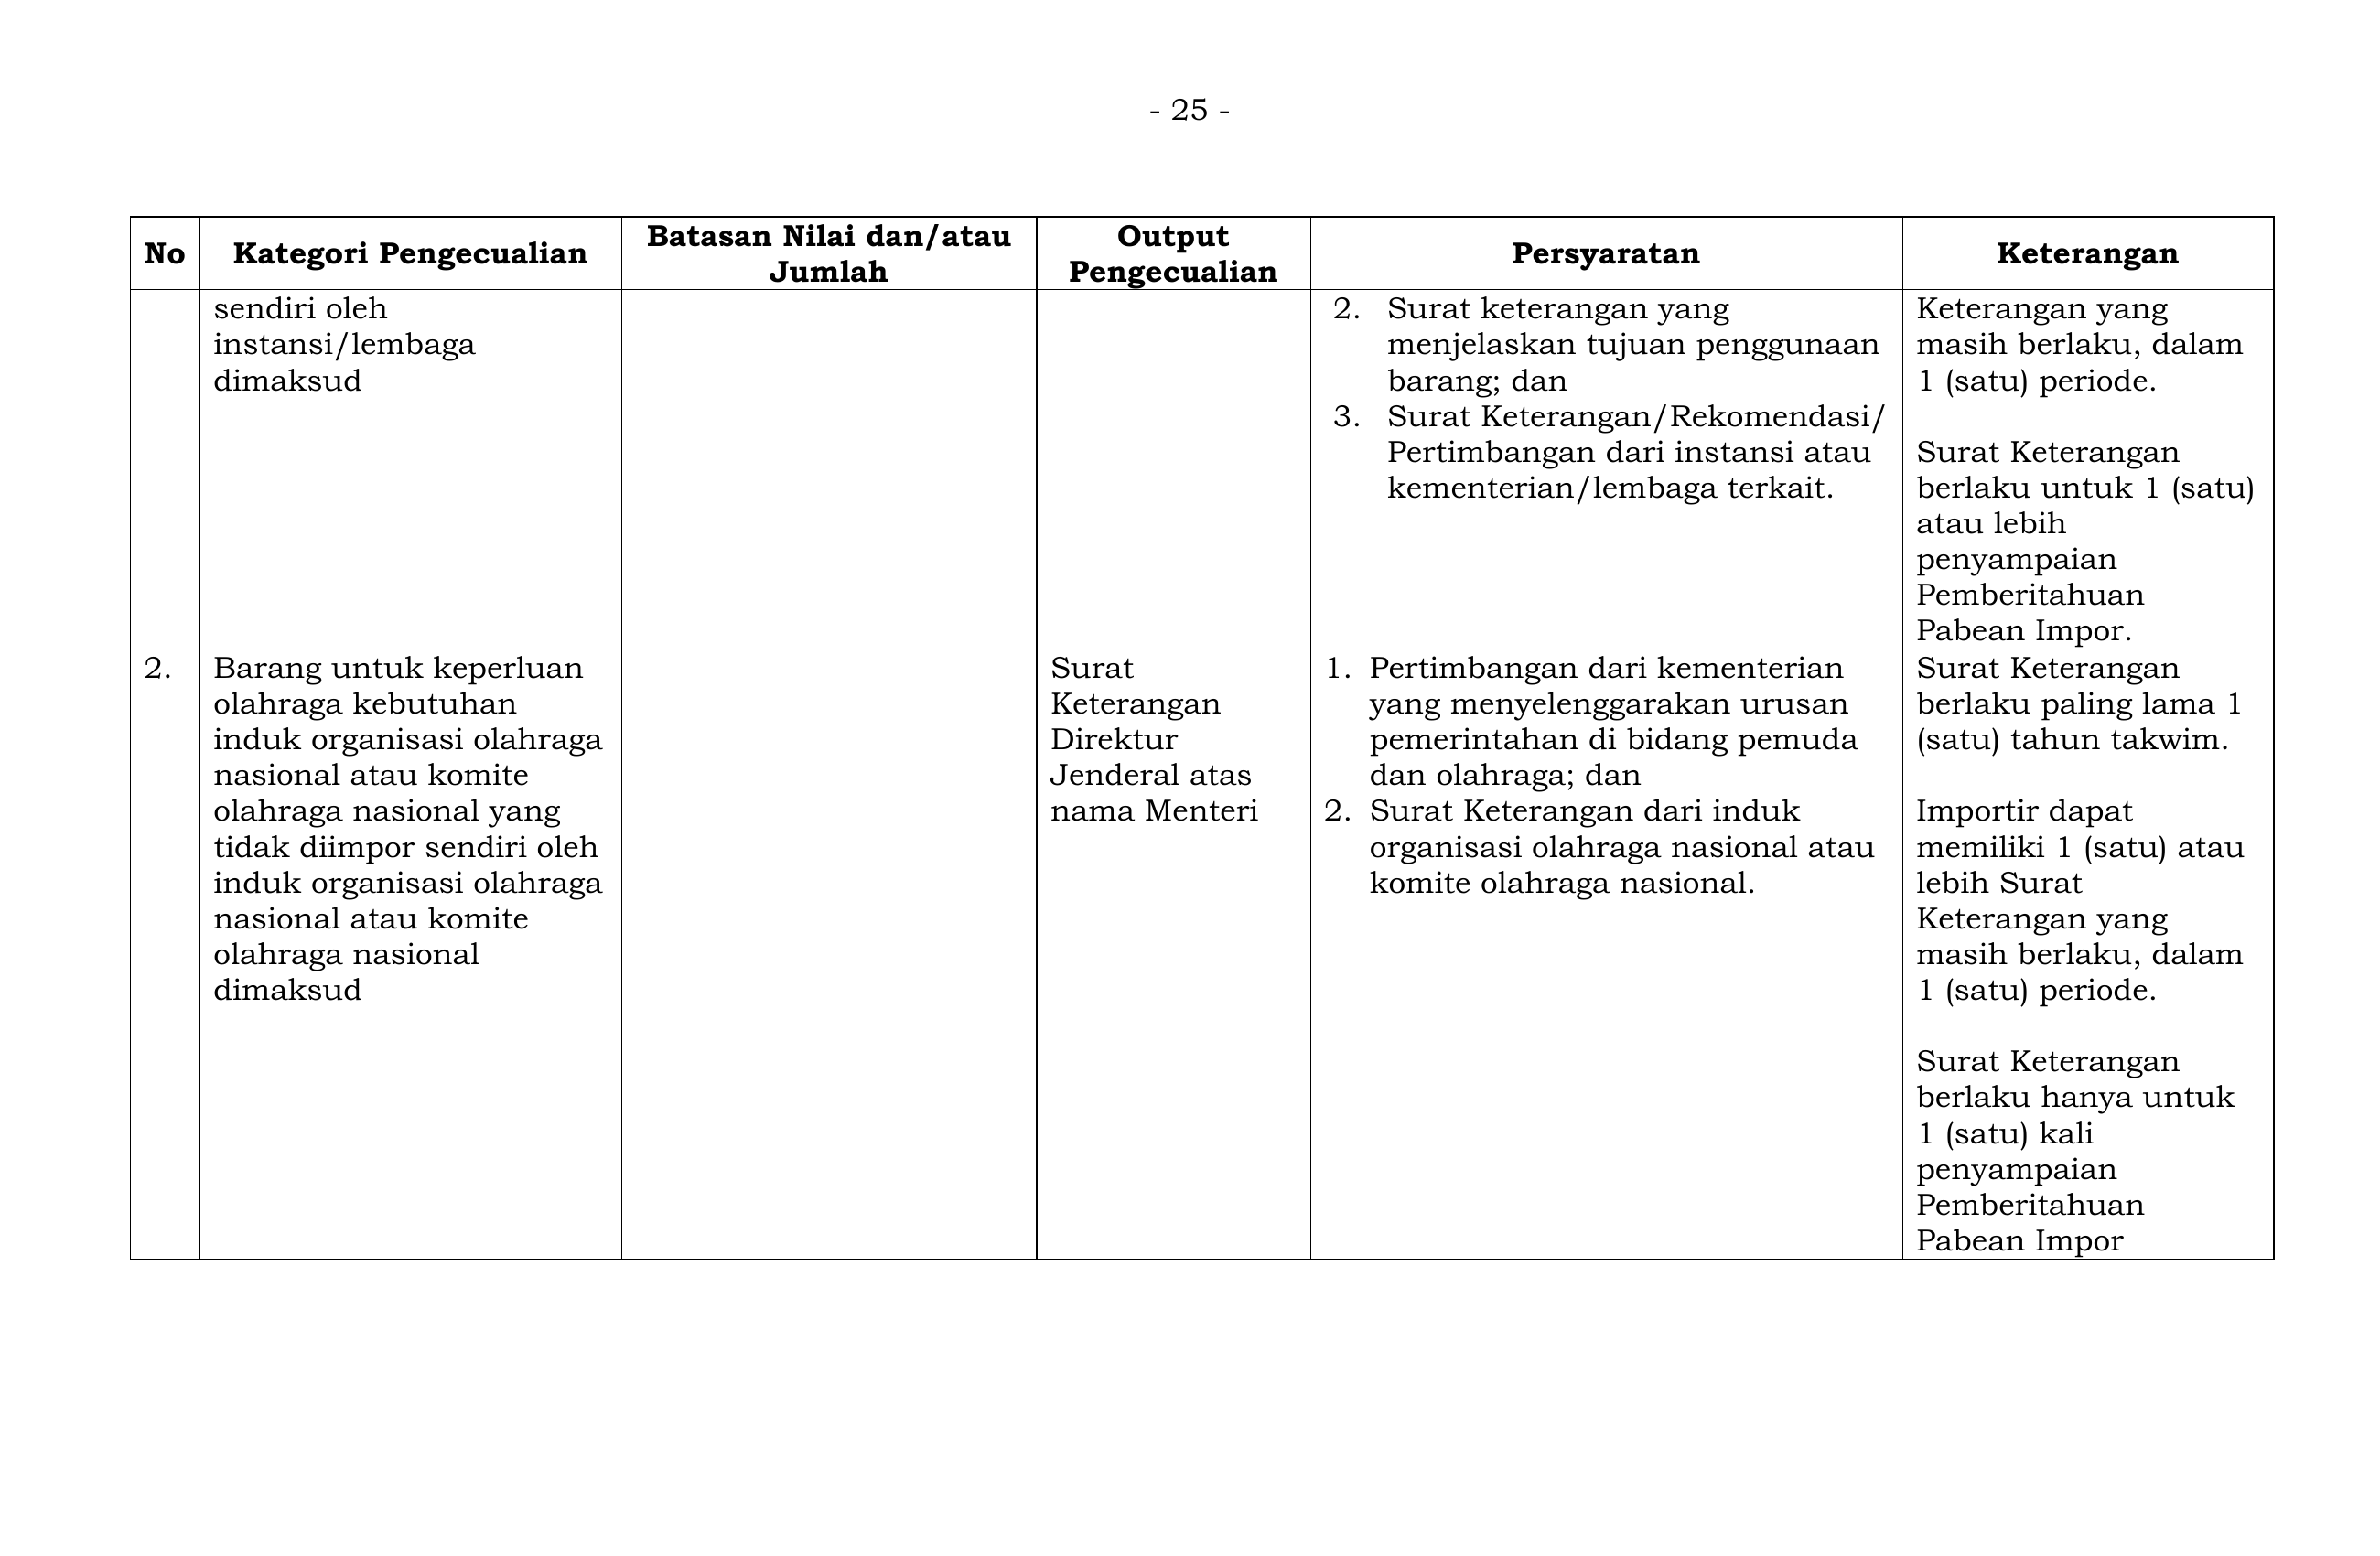 - 25 -
No
Kategori Pengecualian
Batasan Nilai dan/atau
Jumlah
Output
Pengecualian
Persyaratan
Keterangan
sendiri oleh
instansi/lembaga
dimaksud
2. Surat keterangan yang
menjelaskan tujuan penggunaan
barang; dan
3. Surat Keterangan/Rekomendasi/
Pertimbangan dari instansi atau
kementerian/lembaga terkait.
Keterangan yang
masih berlaku, dalam
1 (satu) periode.
Surat Keterangan
berlaku untuk 1 (satu)
atau lebih
penyampaian
Pemberitahuan
Pabean Impor.
2.
Barang untuk keperluan
olahraga kebutuhan
induk organisasi olahraga
nasional atau komite
olahraga nasional yang
tidak diimpor sendiri oleh
induk organisasi olahraga
nasional atau komite
olahraga nasional
dimaksud
Surat
Keterangan
Direktur
Jenderal atas
nama Menteri
1. Pertimbangan dari kementerian
yang menyelenggarakan urusan
pemerintahan di bidang pemuda
dan olahraga; dan
2. Surat Keterangan dari induk
organisasi olahraga nasional atau
komite olahraga nasional.
Surat Keterangan
berlaku paling lama 1
(satu) tahun takwim.
Importir dapat
memiliki 1 (satu) atau
lebih Surat
Keterangan yang
masih berlaku, dalam
1 (satu) periode.
Surat Keterangan
berlaku hanya untuk
1 (satu) kali
penyampaian
Pemberitahuan
Pabean Impor